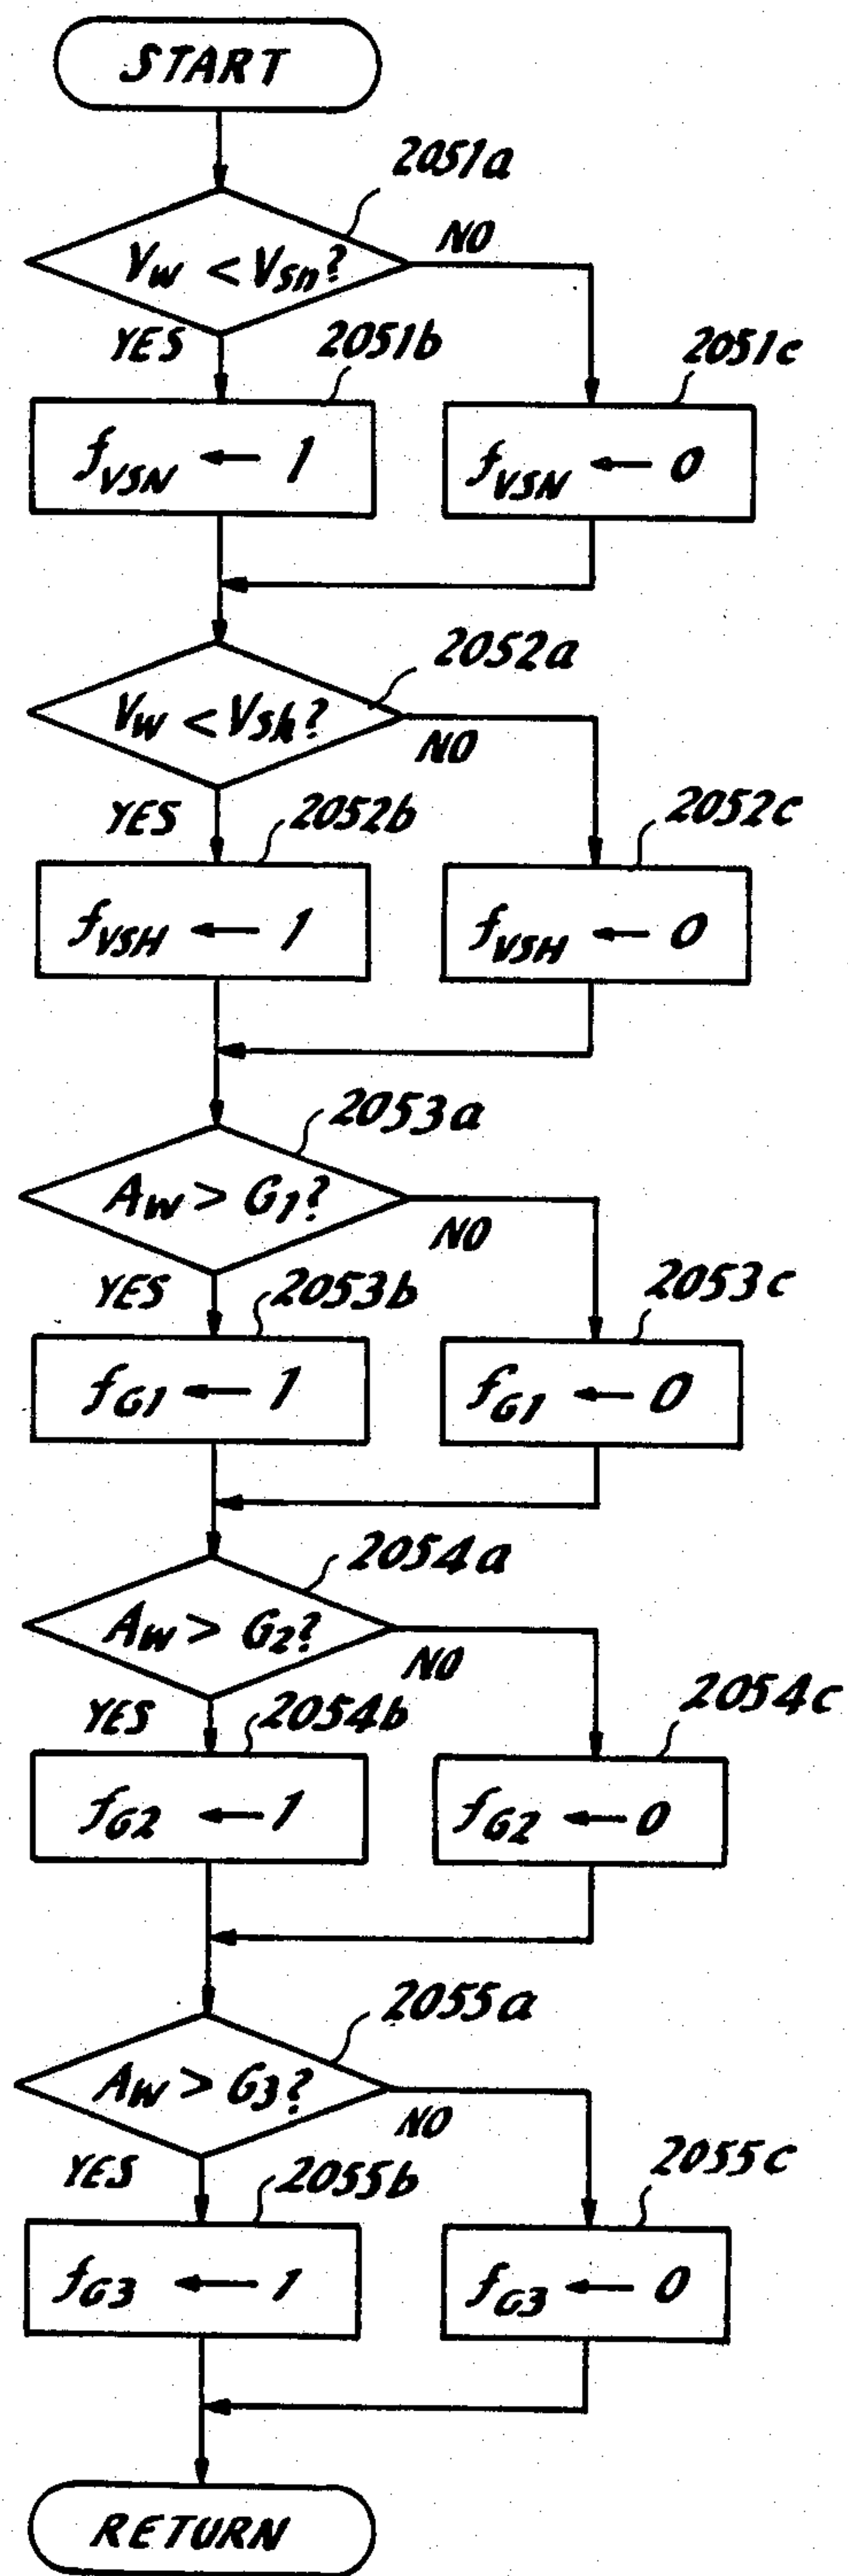 START
2051a
Vw < Vsn?
NO
YES
2051b
2051c
fVSN ← 1
fVSN ← 0
2052a
Vw < Vsh?
NO
YES
2052b
2052c
fVSH ← 1
fVSH ← 0
2053a
Aw > G1?
NO
YES
2053b
2053c
fG1 ← 1
fG1 ← 0
2054a
Aw > G2?
NO
YES
2054b
2054c
fG2 ← 1
fG2 ← 0
2055a
Aw > G3?
NO
YES
2055b
2055c
fG3 ← 1
fG3 ← 0
RETURN